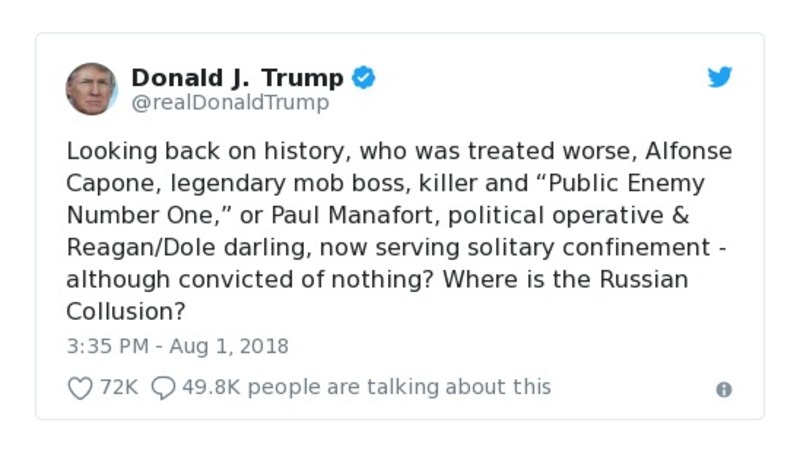 Donald J. Trump
@realDonaldTrump
Looking back on history, who was treated worse, Alfonse
Capone, legendary mob boss, killer and “Public Enemy
Number One,” or Paul Manafort, political operative &
Reagan/Dole darling, now serving solitary confinement -
although convicted of nothing? Where is the Russian
Collusion?
3:35 PM - Aug 1, 2018
72K 49.8K people are talking about this